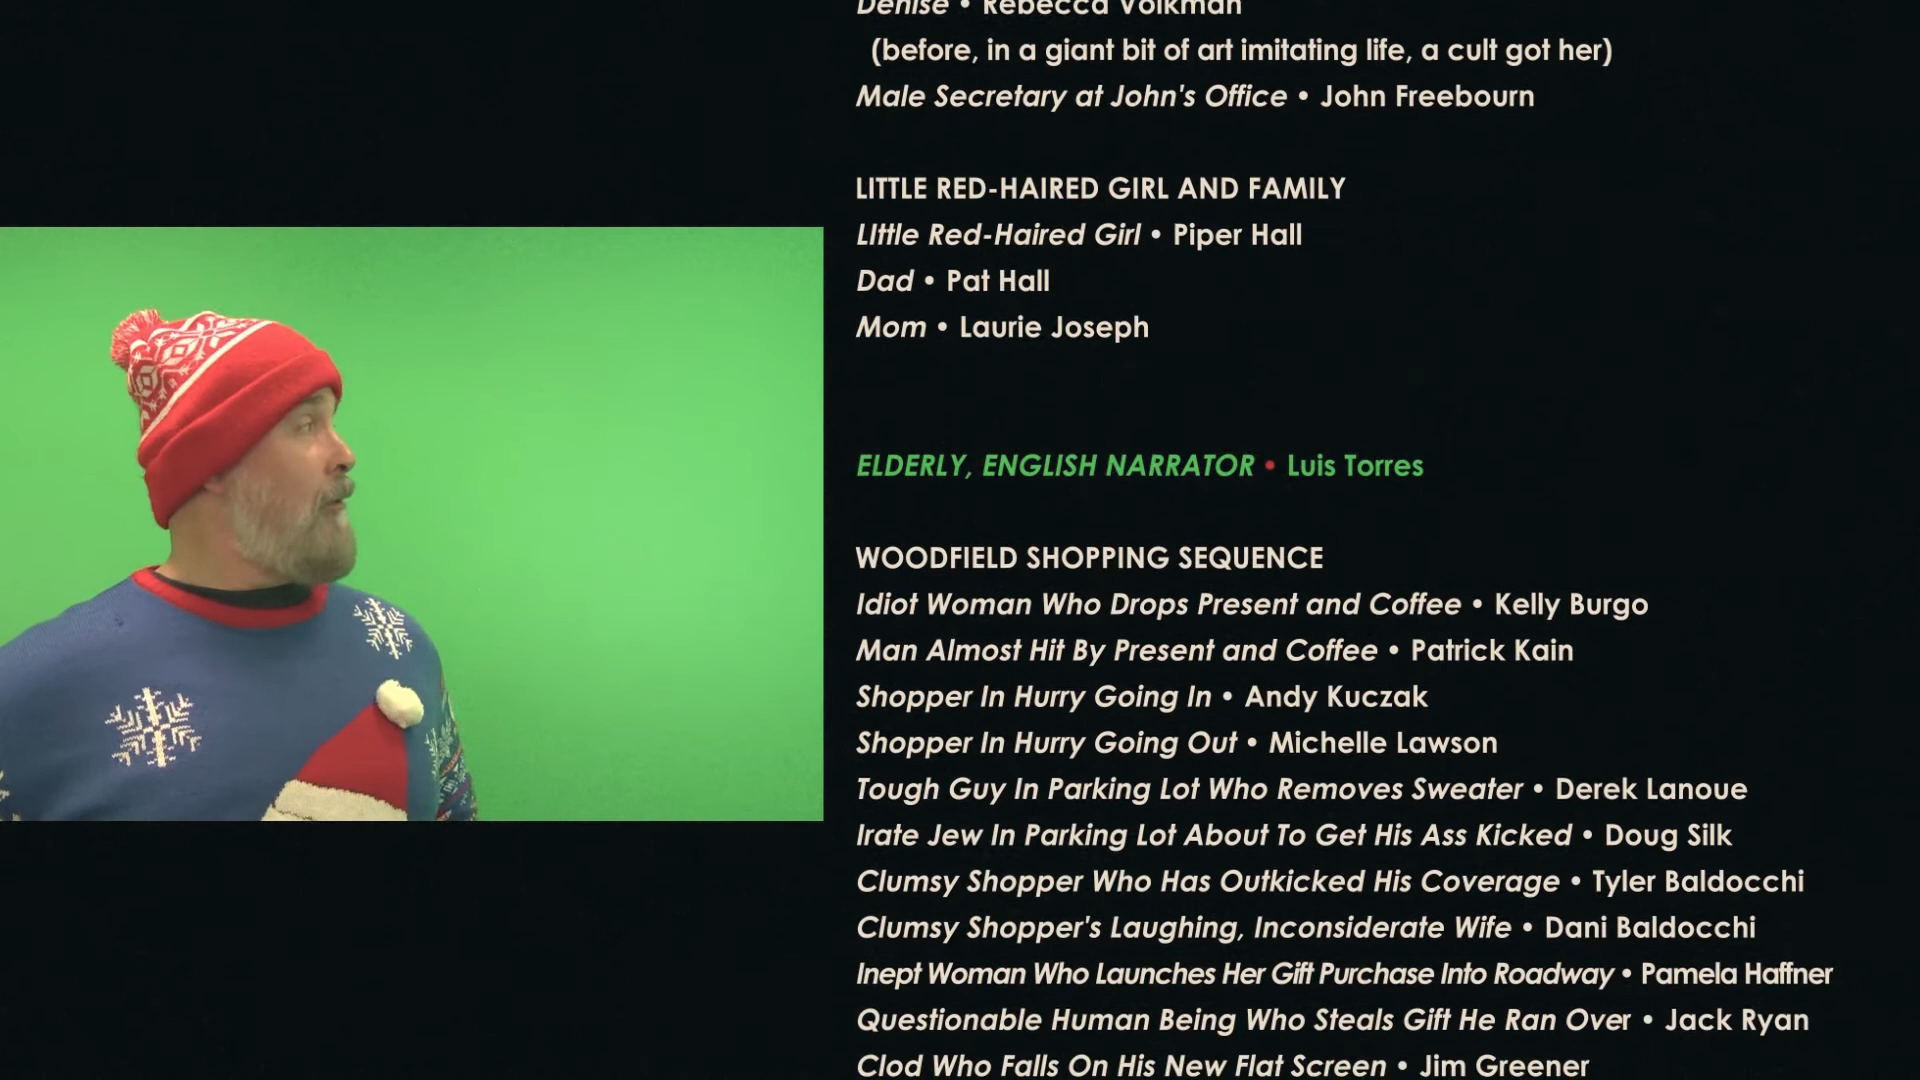 Denise • Rebecca Volkman
(before, in a giant bit of art imitating life, a cult got her)
Male Secretary at John's Office • John Freebourn
LITTLE RED-HAIRED GIRL AND FAMILY
LIttle Red-Haired Girl • Piper Hall
Dad • Pat Hall
Mom • Laurie Joseph
ELDERLY, ENGLISH NARRATOR • Luis Torres
WOODFIELD SHOPPING SEQUENCE
Idiot Woman Who Drops Present and Coffee • Kelly Burgo
Man Almost Hit By Present and Coffee • Patrick Kain
Shopper In Hurry Going In • Andy Kuczak
Shopper In Hurry Going Out • Michelle Lawson
Tough Guy In Parking Lot Who Removes Sweater • Derek Lanoue
Irate Jew In Parking Lot About To Get His Ass Kicked • Doug Silk
Clumsy Shopper Who Has Outkicked His Coverage • Tyler Baldocchi
Clumsy Shopper's Laughing, Inconsiderate Wife • Dani Baldocchi
Inept Woman Who Launches Her Gift Purchase Into Roadway • Pamela Haffner
Questionable Human Being Who Steals Gift He Ran Over • Jack Ryan
Clod Who Falls On His New Flat Screen • Jim Greener